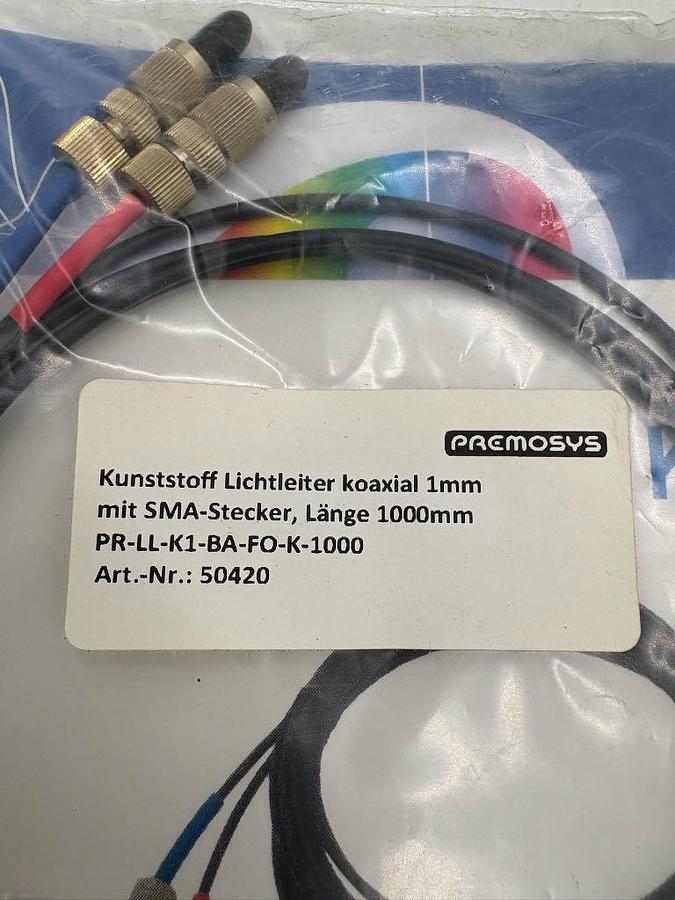 PREMOSYS
Kunststoff Lichtleiter koaxial 1mm
mit SMA-Stecker, Länge 1000mm
PR-LL-K1-BA-FO-K-1000
Art.-Nr.: 50420